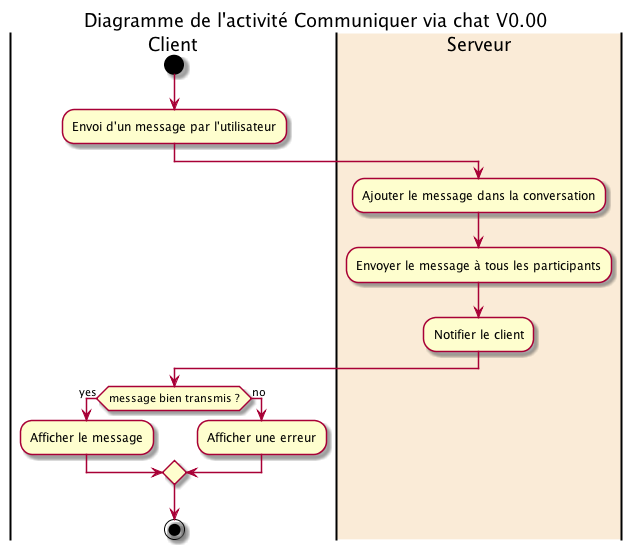 Diagramme de l'activité Communiquer via chat V0.00
Client
Serveur
Envoi d'un message par l'utilisateur
Ajouter le message dans la conversation
Envoyer le message à tous les participants
Notifier le client
message bien transmis ?
yes
no
Afficher le message
Afficher une erreur